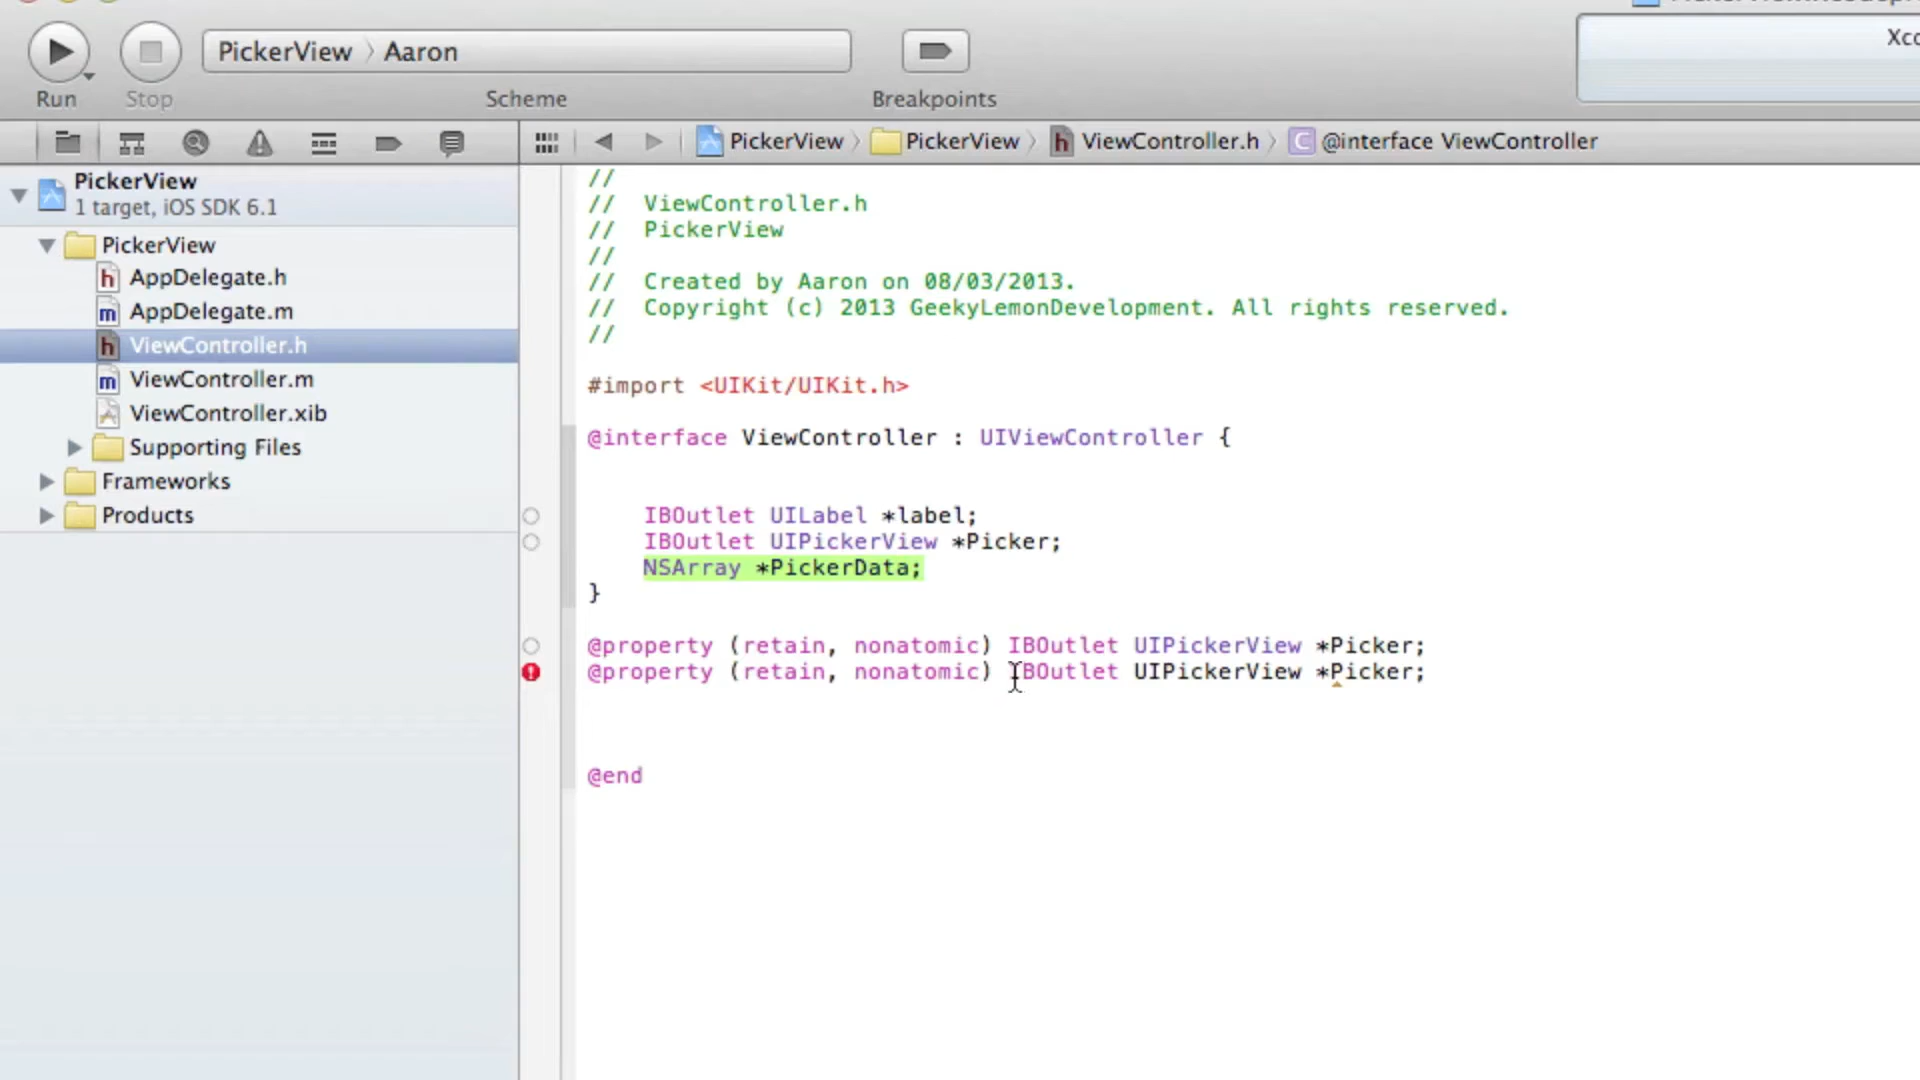 PickerView 〉 Aaron
Run
Stop
Scheme
Breakpoints
PickerView 〉 PickerView 〉 ViewController.h 〉 @interface ViewController
PickerView
1 target, iOS SDK 6.1
PickerView
AppDelegate.h
AppDelegate.m
ViewController.h
ViewController.m
ViewController.xib
Supporting Files
Frameworks
Products
//
//  ViewController.h
//  PickerView
//
//  Created by Aaron on 08/03/2013.
//  Copyright (c) 2013 GeekyLemonDevelopment. All rights reserved.
//
#import <UIKit/UIKit.h>
@interface ViewController : UIViewController {
IBOutlet UILabel *label;
IBOutlet UIPickerView *Picker;
NSArray *PickerData;
}
@property (retain, nonatomic) IBOutlet UIPickerView *Picker;
@property (retain, nonatomic) IBOutlet UIPickerView *Picker;
@end